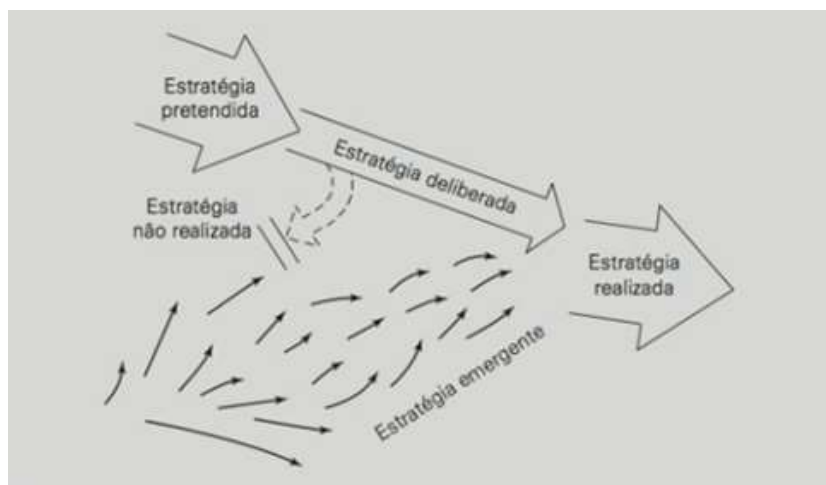 Estratégia
pretendida
Estratégia deliberada
Estratégia
não realizada
Estratégia
realizada
Estratégia emergente